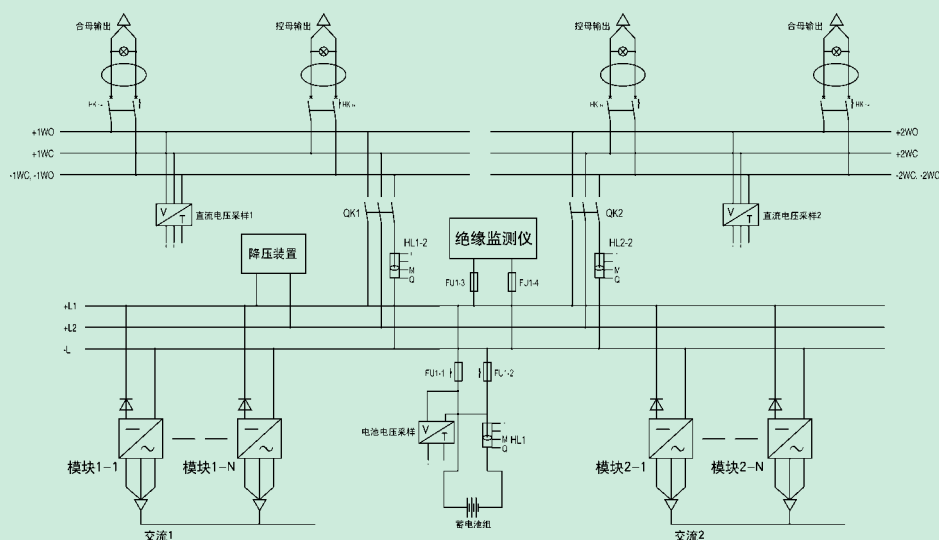 合母输出
控母输出
控母输出
合母输出
+1WO
+2WO
+1WC
+2WC
-1WC, -1WO
-2WC, -2WO
V
T
直流电压采样1
QK1
QK2
V
T
直流电压采样2
降压装置
HL1-2
绝缘监测仪
HL2-2
M
Q
M
Q
FU1-3
FU1-4
+L1
+L2
-L
FU1-1
FU1-2
电池电压采样
V
T
M
Q
HL1
模块1-1
模块1-N
模块2-1
模块2-N
蓄电池组
交流1
交流2